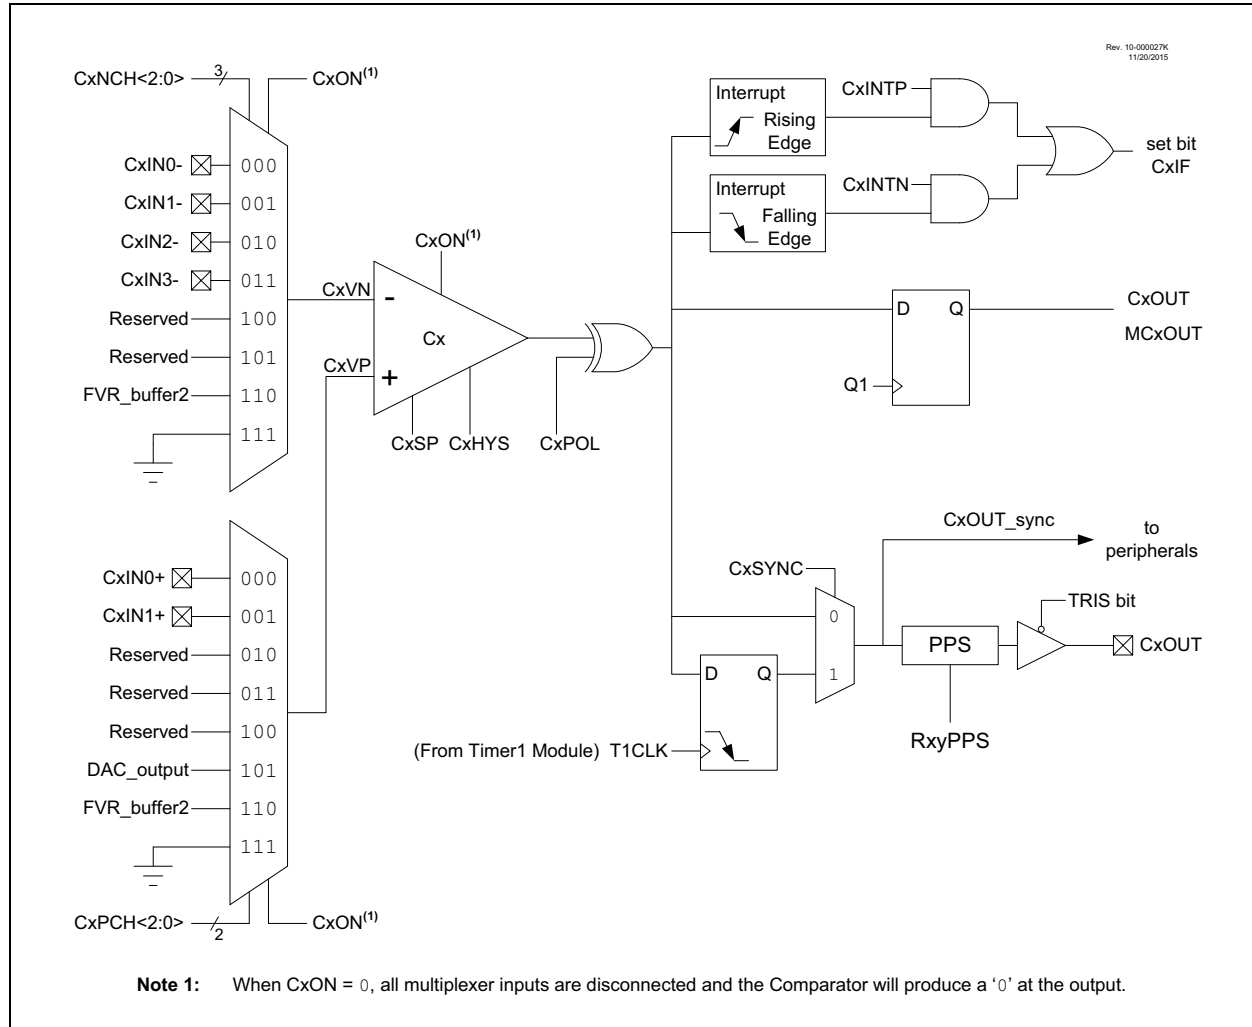 Rev. 10-000027K
11/20/2015
CxNCH<2:0>
3
CxON(1)
CxIN0-
000
CxIN1-
001
CxIN2-
010
CxIN3-
011
Reserved
100
Reserved
101
FVR_buffer2
110
111
CxVN
CxVP
CxON(1)
-
+
Cx
CxSP
CxHYS
CxPOL
Interrupt
Rising
Edge
CxINTP
Interrupt
Falling
Edge
CxINTN
set bit
CxIF
D
Q
Q1
CxOUT
MCxOUT
CxIN0+
000
CxIN1+
001
Reserved
010
Reserved
011
Reserved
100
DAC_output
101
FVR_buffer2
110
111
CxPCH<2:0>
2
CxON(1)
CxOUT_sync
to
peripherals
CxSYNC
0
1
D
Q
(From Timer1 Module) T1CLK
PPS
RxyPPS
TRIS bit
CxOUT
Note 1: When CxON = 0, all multiplexer inputs are disconnected and the Comparator will produce a ‘0’ at the output.